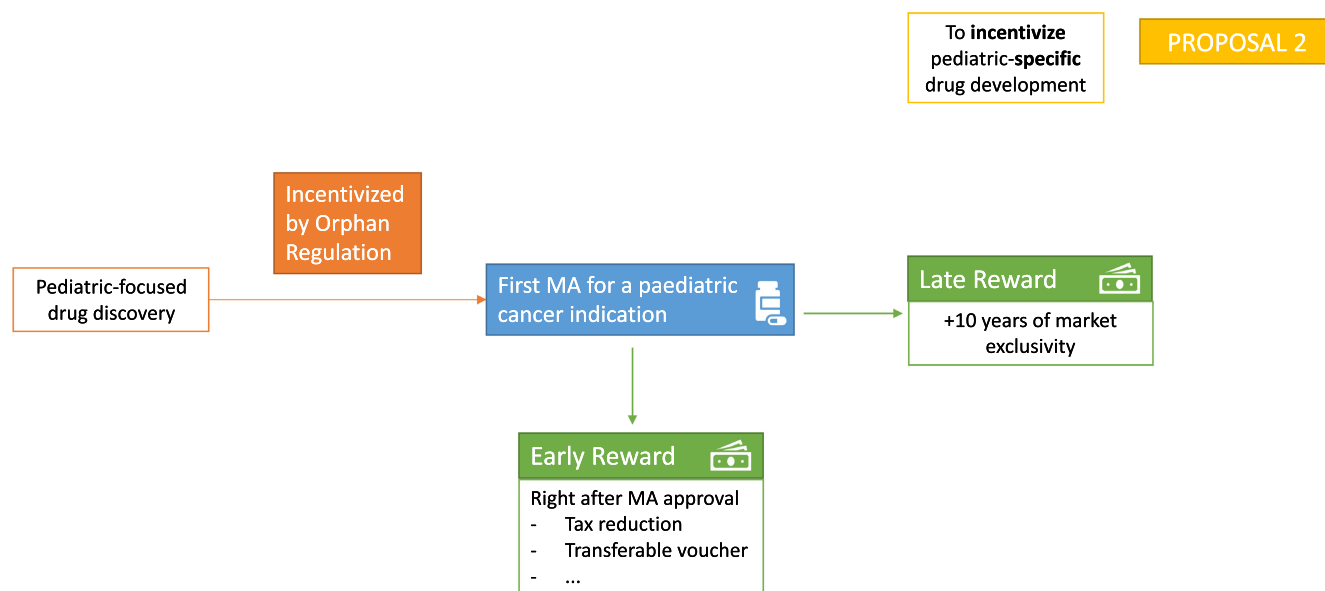 To incentivize
pediatric-specific
drug development
PROPOSAL 2
Incentivized
by Orphan
Regulation
Pediatric-focused
drug discovery
First MA for a paediatric
cancer indication
Late Reward
+10 years of market
exclusivity
Early Reward
Right after MA approval
- Tax reduction
- Transferable voucher
- ...